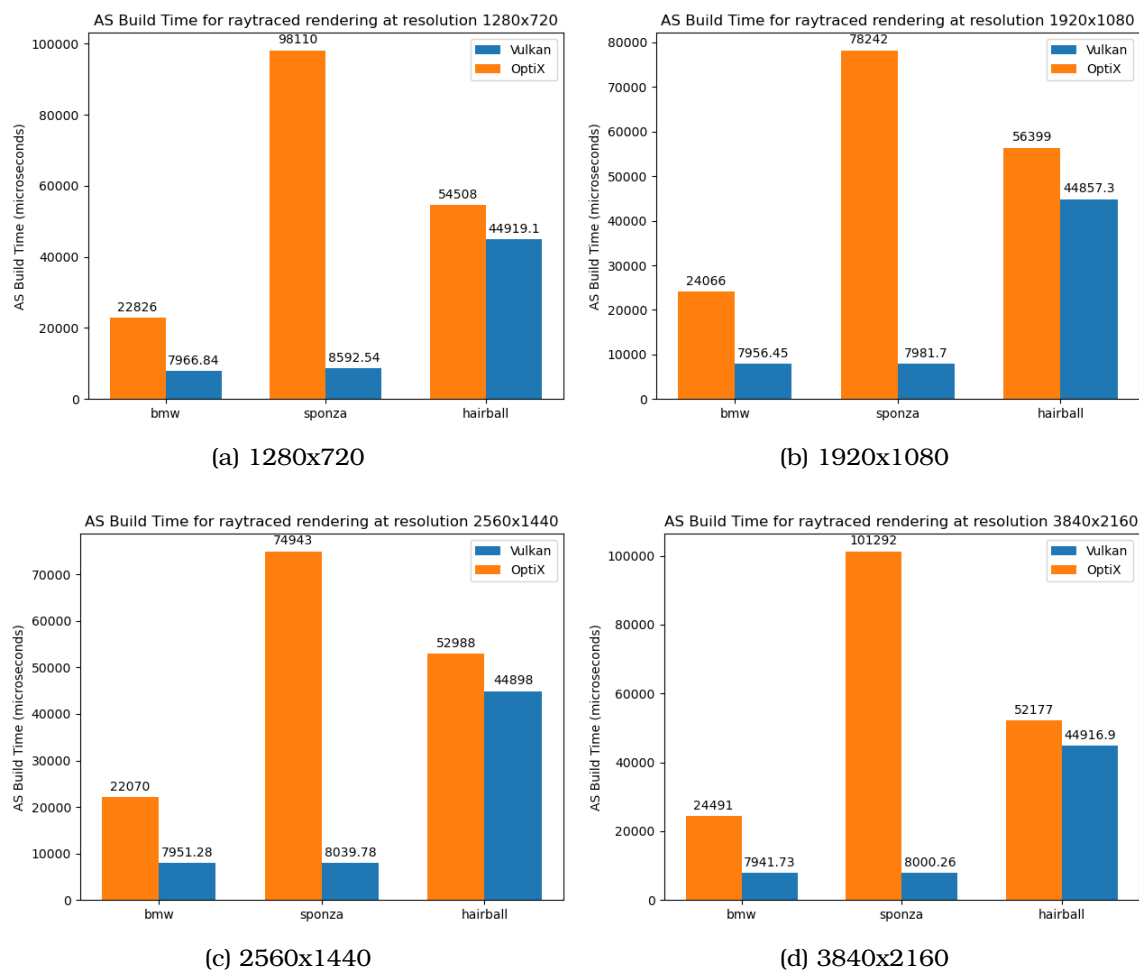 AS Build Time for raytraced rendering at resolution 1280x720
98110
100000
Vulkan
OptiX
80000
60000
54508
44919.1
40000
22826
20000
7966.84
8592.54
0
bmw
sponza
hairball
AS Build Time (microseconds)
(a) 1280x720
AS Build Time for raytraced rendering at resolution 1920x1080
78242
80000
Vulkan
OptiX
70000
60000
56399
50000
44857.3
40000
30000
24066
20000
10000
7956.45
7981.7
0
bmw
sponza
hairball
AS Build Time (microseconds)
(b) 1920x1080
AS Build Time for raytraced rendering at resolution 2560x1440
74943
Vulkan
OptiX
70000
60000
52988
50000
44898
40000
30000
22070
20000
10000
7951.28
8039.78
0
bmw
sponza
hairball
AS Build Time (microseconds)
(c) 2560x1440
AS Build Time for raytraced rendering at resolution 3840x2160
101292
100000
Vulkan
OptiX
80000
60000
52177
44916.9
40000
24491
20000
7941.73
8000.26
0
bmw
sponza
hairball
AS Build Time (microseconds)
(d) 3840x2160